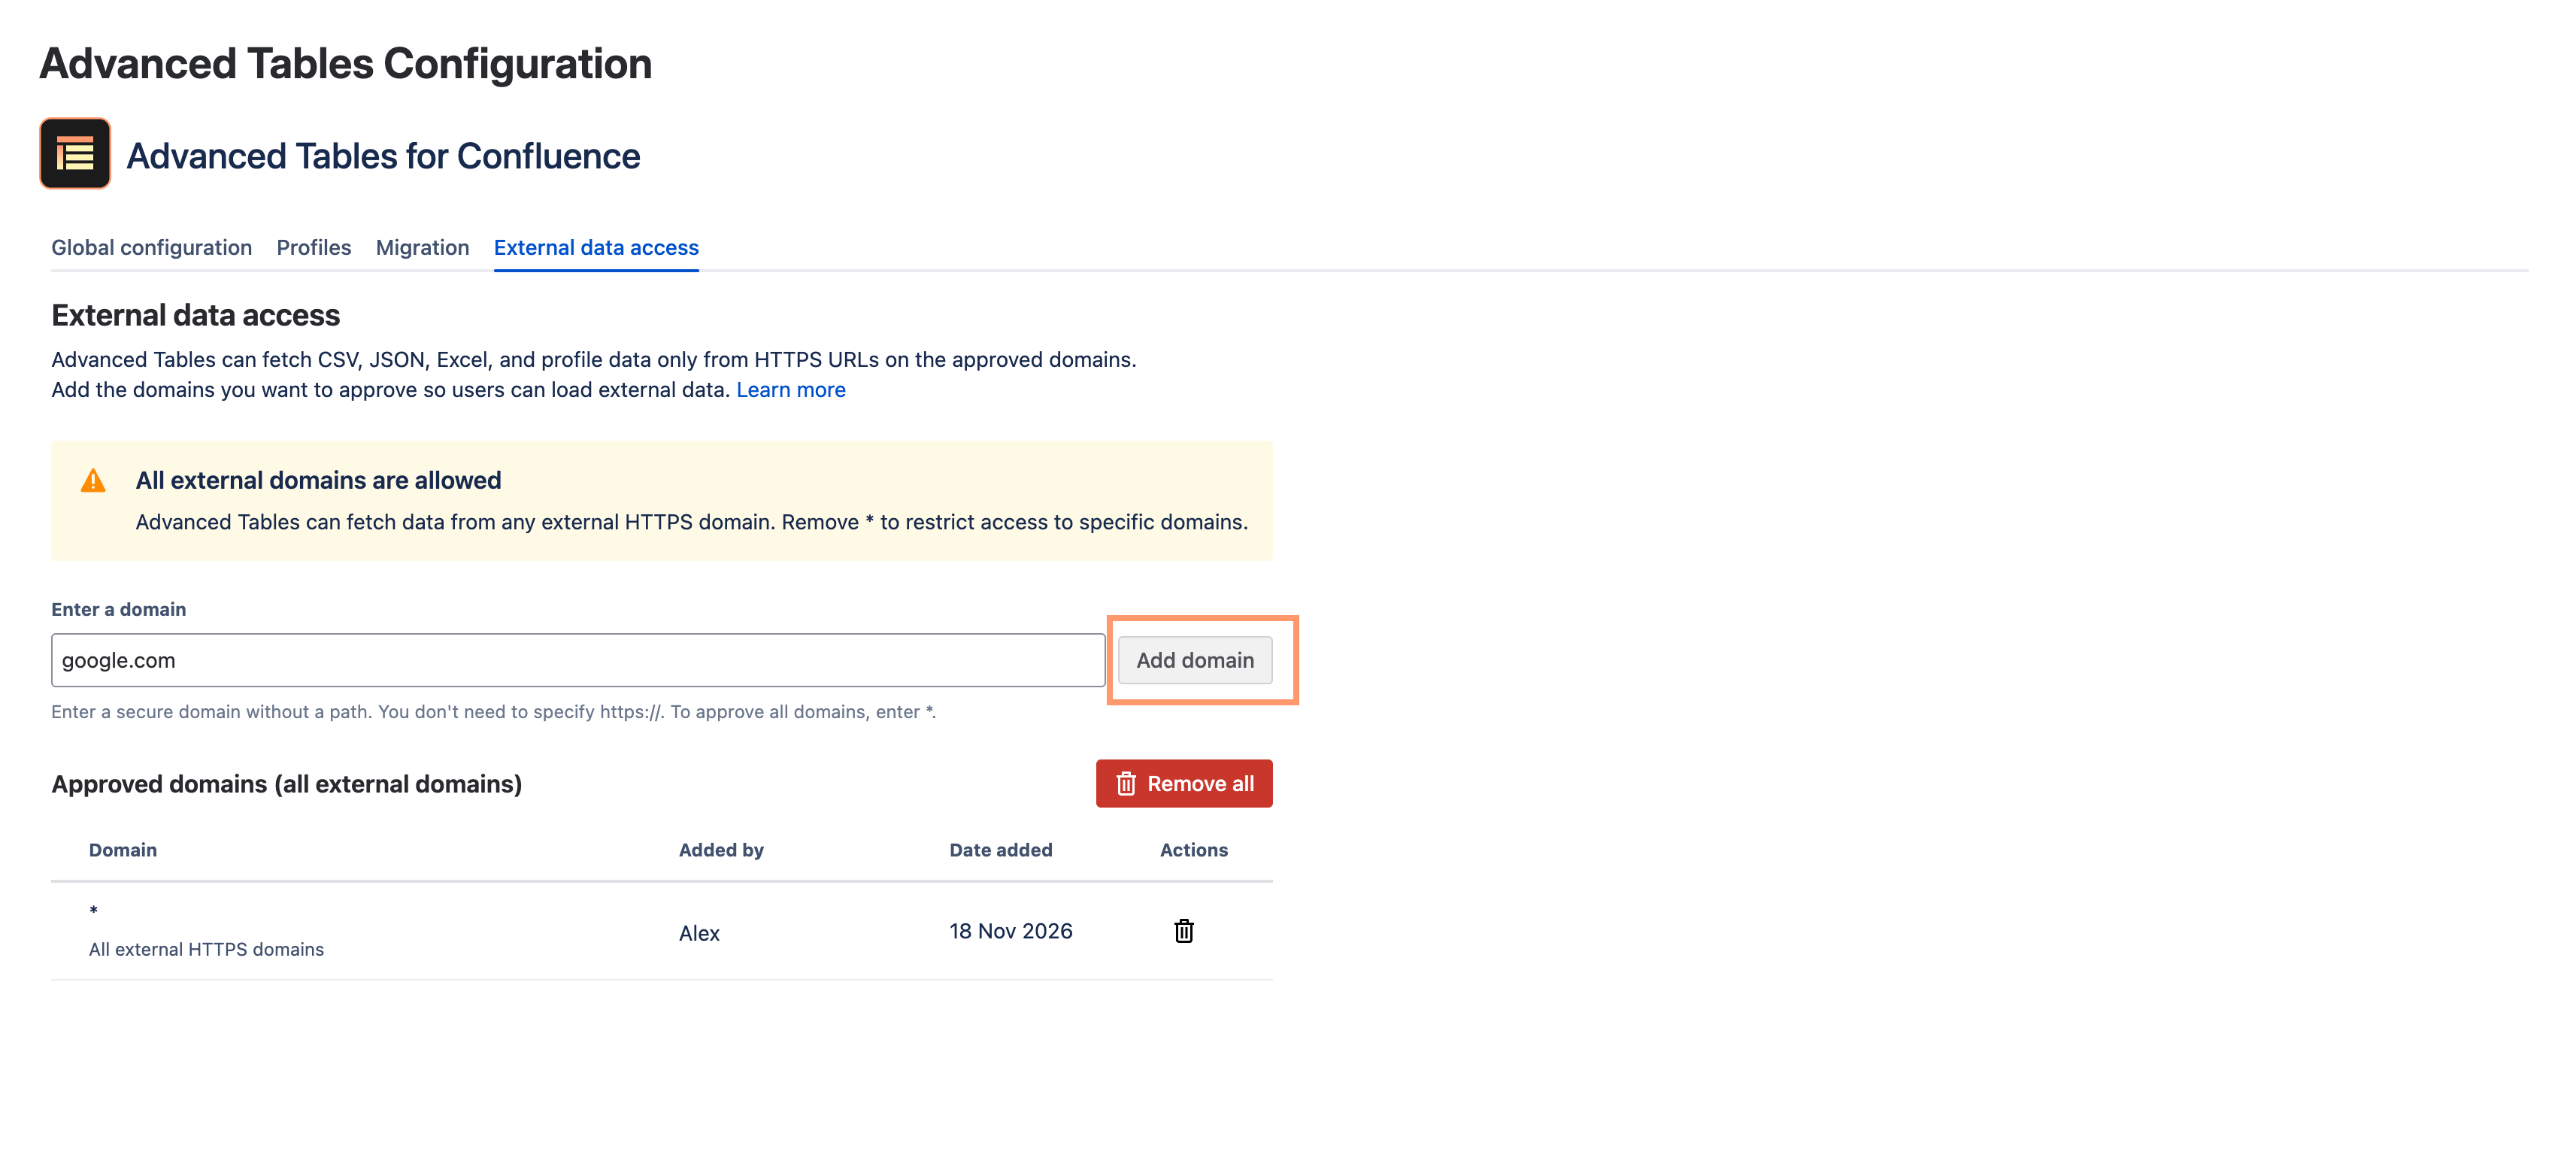 Advanced Tables Configuration
Advanced Tables for Confluence
Global configuration Profiles Migration External data access
External data access
Advanced Tables can fetch CSV, JSON, Excel, and profile data only from HTTPS URLs on the approved domains.
Add the domains you want to approve so users can load external data. Learn more
All external domains are allowed
Advanced Tables can fetch data from any external HTTPS domain. Remove * to restrict access to specific domains.
Enter a domain
google.com Add domain
Enter a secure domain without a path. You don't need to specify https://. To approve all domains, enter *.
Approved domains (all external domains) Remove all
Domain Added by Date added Actions
*
All external HTTPS domains Alex 18 Nov 2026